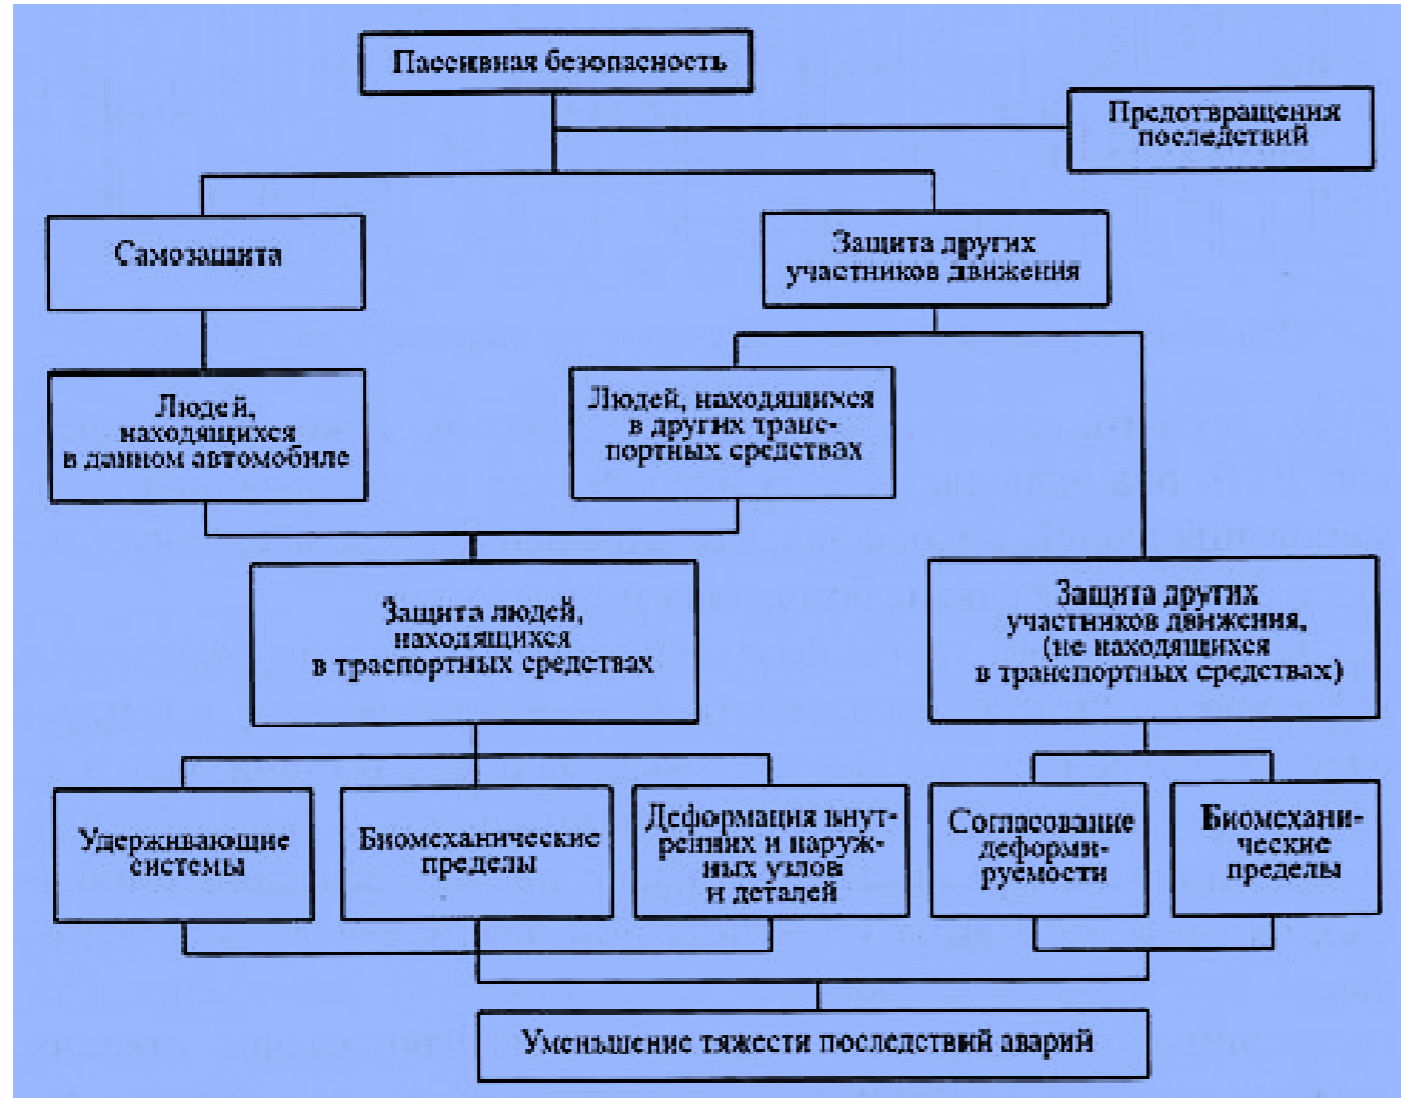 Пассивная безопасность
Предотвращения
последствий
Самозащита
Защита других
участников движения
Людей,
находящихся
в данном автомобиле
Людей, находящихся
в других транс-
портных средствах
Защита людей,
находящихся
в траспортных средствах
Защита других
участников движения,
(не находящихся
в транспортных средствах)
Удерживающие
системы
Биомеханические
пределы
Деформация внут-
ренних и наруж-
ных узлов
и деталей
Согласование
деформи-
руемости
Биомехани-
ческие
пределы
Уменьшение тяжести последствий аварий